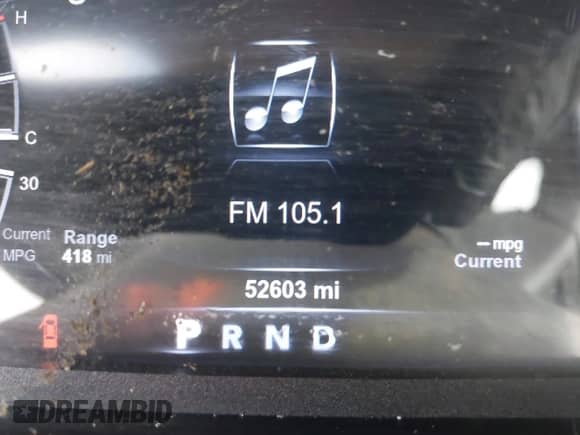 H
C
30
FM 105.1
Current Range
MPG 418 mi
-- mpg
Current
52603 mi
P R N D
DREAMBID